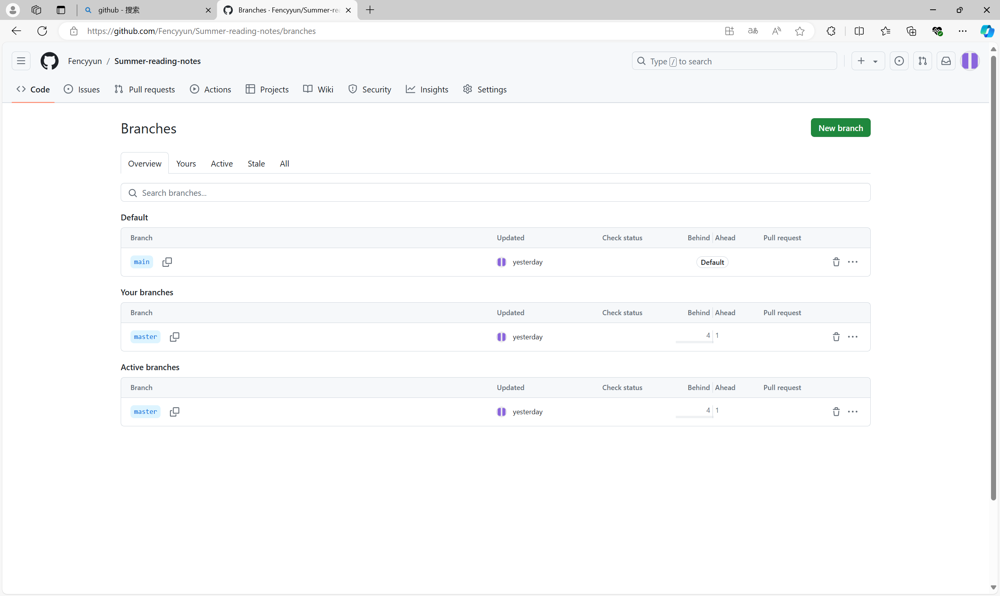 github - 搜索
Branches · Fencyyun/Summer-rea
https://github.com/Fencyyun/Summer-reading-notes/branches
Fencyyun / Summer-reading-notes
Type / to search
Code Issues Pull requests Actions Projects Wiki Security Insights Settings
Branches
New branch
Overview Yours Active Stale All
Search branches...
Default
Branch Updated Check status Behind Ahead Pull request
main yesterday Default
Your branches
Branch Updated Check status Behind Ahead Pull request
master yesterday 4 1
Active branches
Branch Updated Check status Behind Ahead Pull request
master yesterday 4 1